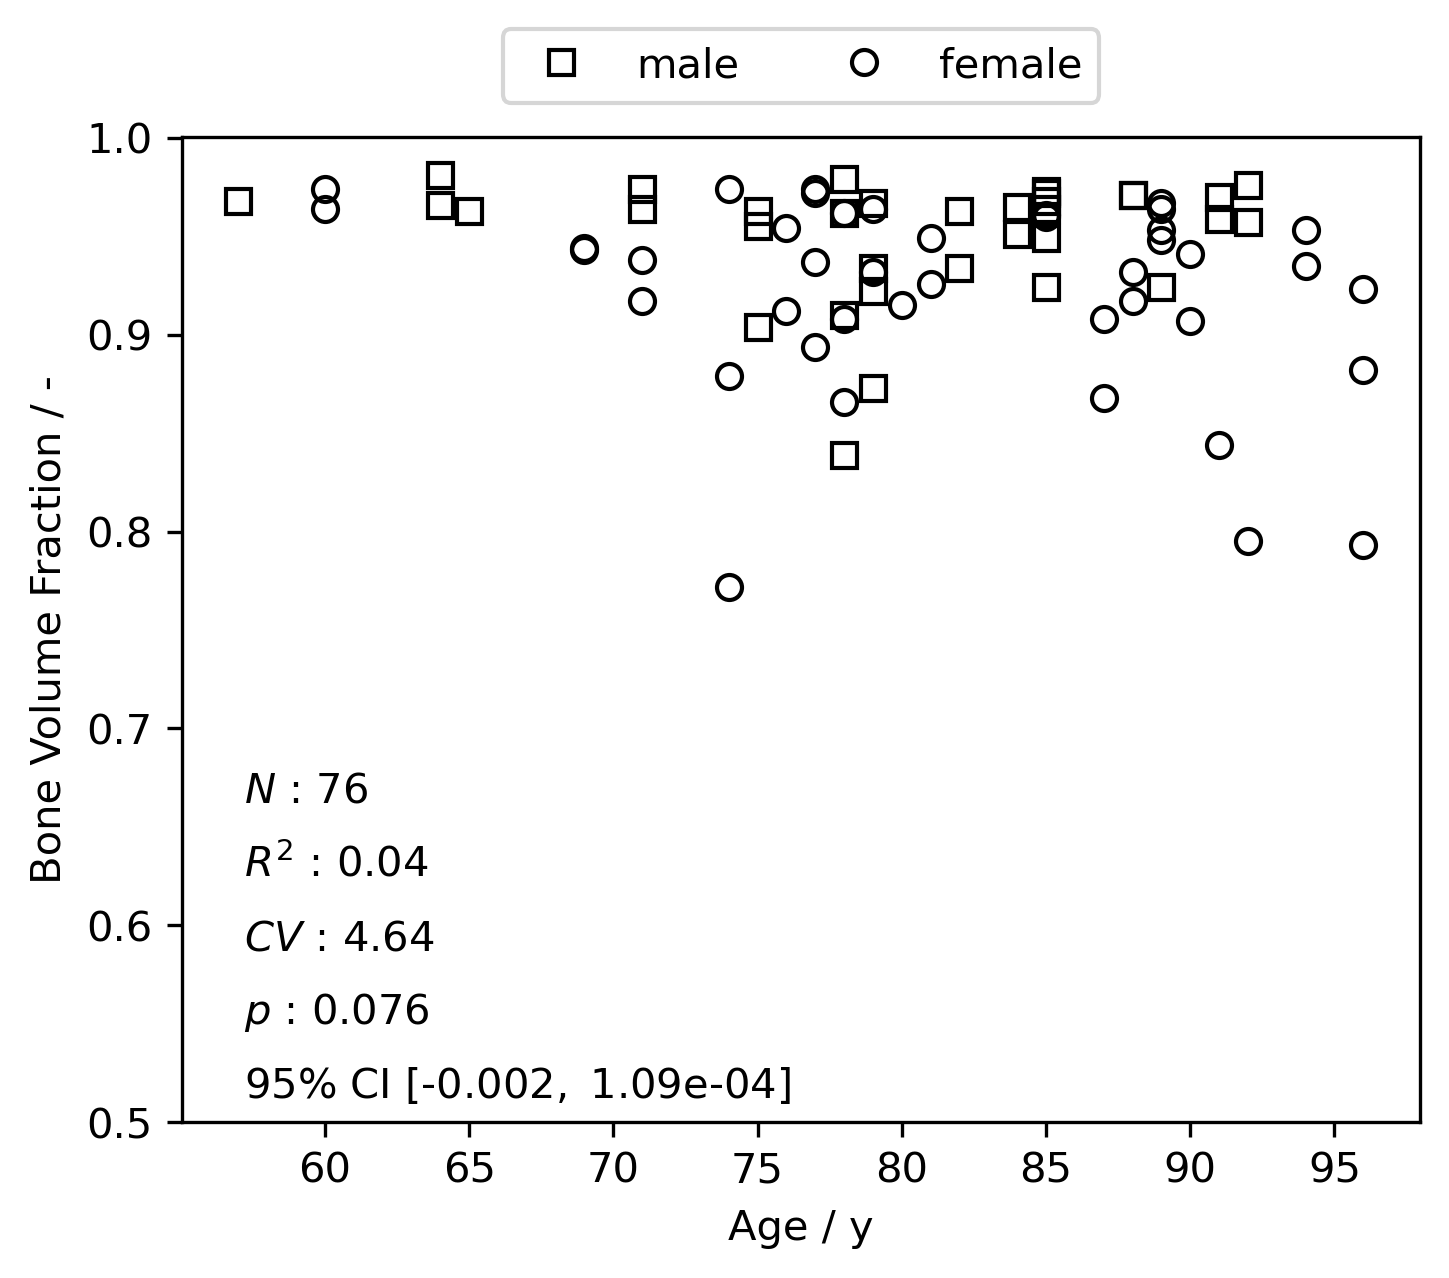 male female
1.0
0.9
0.8
0.7
0.6
0.5
Bone Volume Fraction / -
N : 76
R² : 0.04
CV : 4.64
p : 0.076
95% CI [-0.002, 1.09e-04]
60 65 70 75 80 85 90 95
Age / y